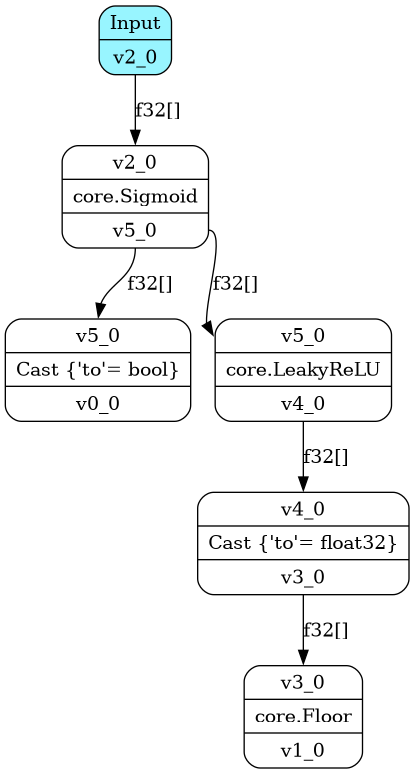 Input
v2_0
f32[]
v2_0
core.Sigmoid
v5_0
f32[]
f32[]
v5_0
Cast {'to'= bool}
v0_0
v5_0
core.LeakyReLU
v4_0
f32[]
v4_0
Cast {'to'= float32}
v3_0
f32[]
v3_0
core.Floor
v1_0